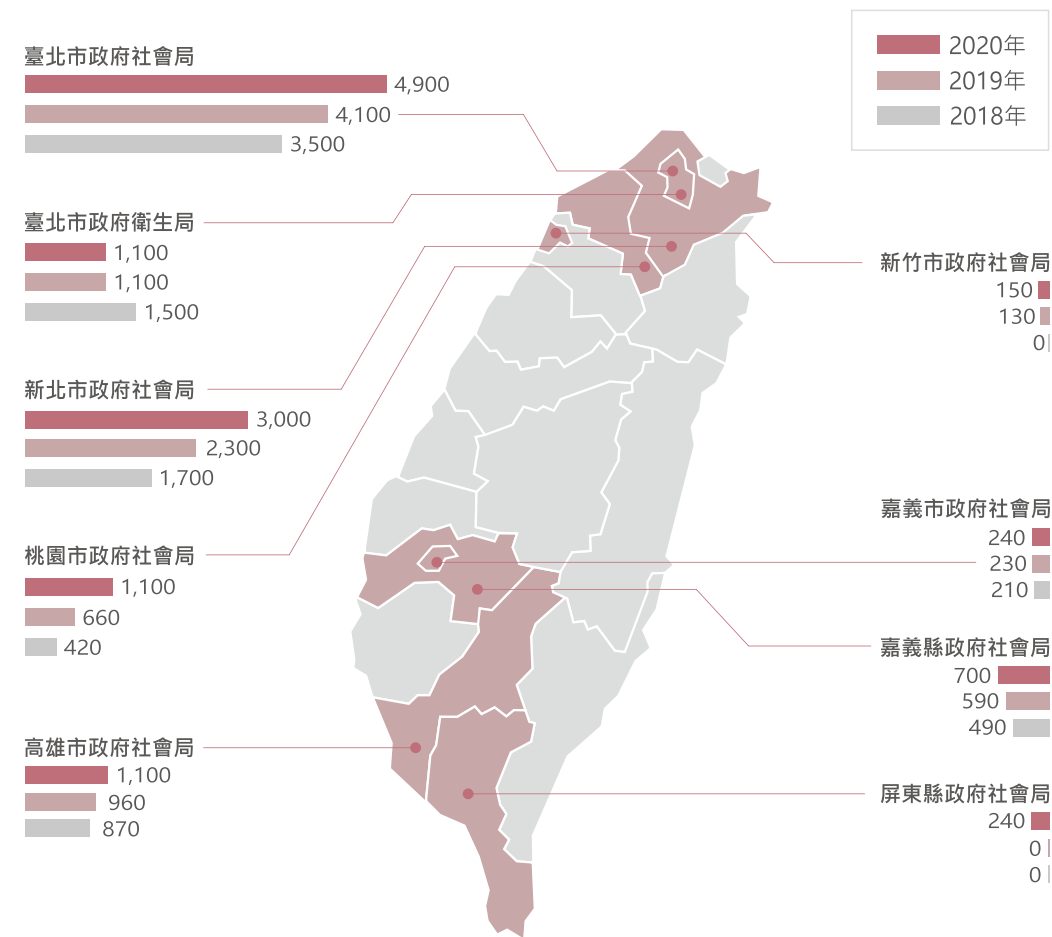 2020年
2019年
2018年
臺北市政府社會局
4,900
4,100
3,500
臺北市政府衛生局
1,100
1,100
1,500
新北市政府社會局
3,000
2,300
1,700
桃園市政府社會局
1,100
660
420
高雄市政府社會局
1,100
960
870
新竹市政府社會局
150
130
0
嘉義市政府社會局
240
230
210
嘉義縣政府社會局
700
590
490
屏東縣政府社會局
240
0
0